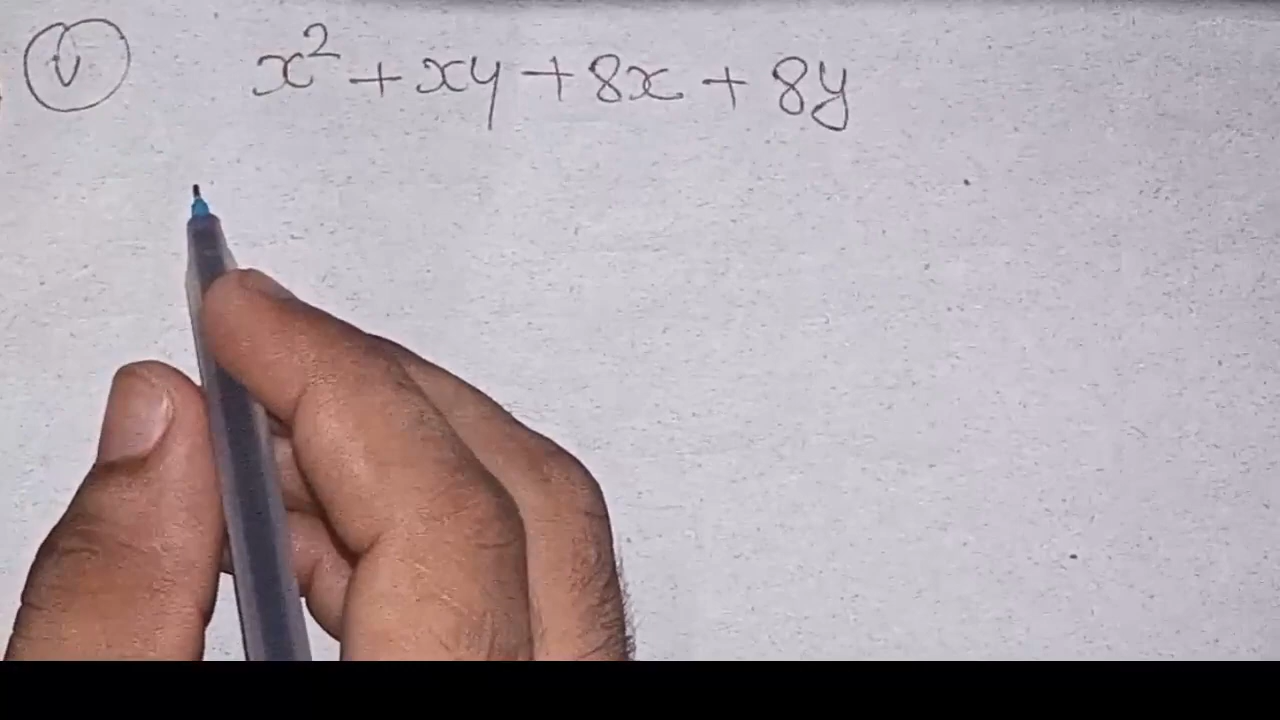 (v) x² + xy + 8x + 8y